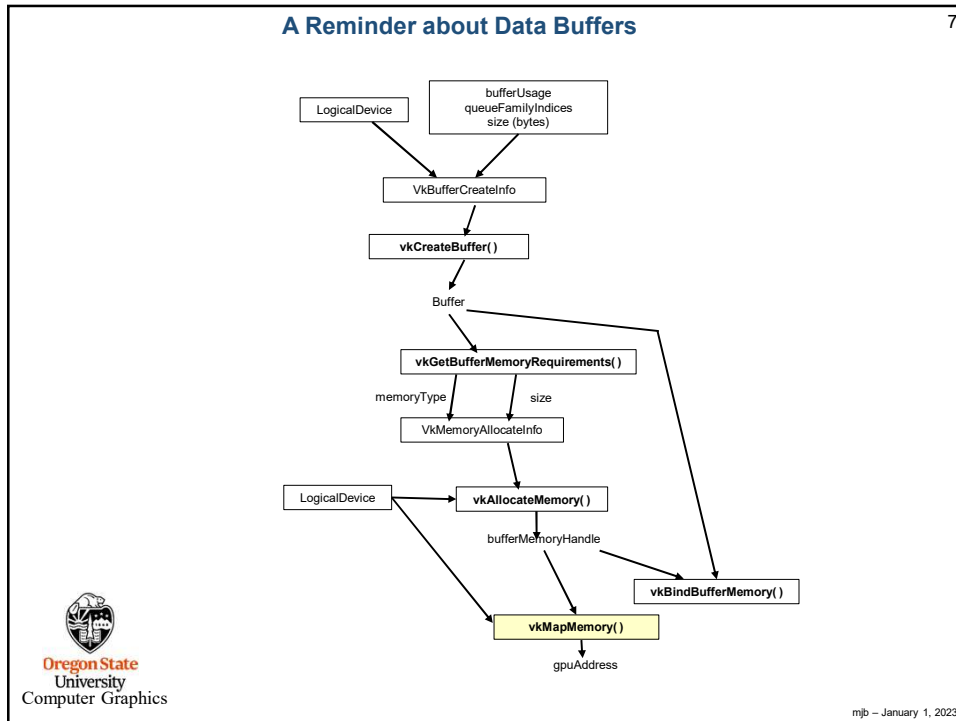 A Reminder about Data Buffers
7
bufferUsage
queueFamilyIndices
size (bytes)
LogicalDevice
VkBufferCreateInfo
vkCreateBuffer( )
Buffer
vkGetBufferMemoryRequirements( )
memoryType
size
VkMemoryAllocateInfo
LogicalDevice
vkAllocateMemory( )
bufferMemoryHandle
vkBindBufferMemory( )
vkMapMemory( )
gpuAddress
Oregon State
University
Computer Graphics
mjb – January 1, 2023